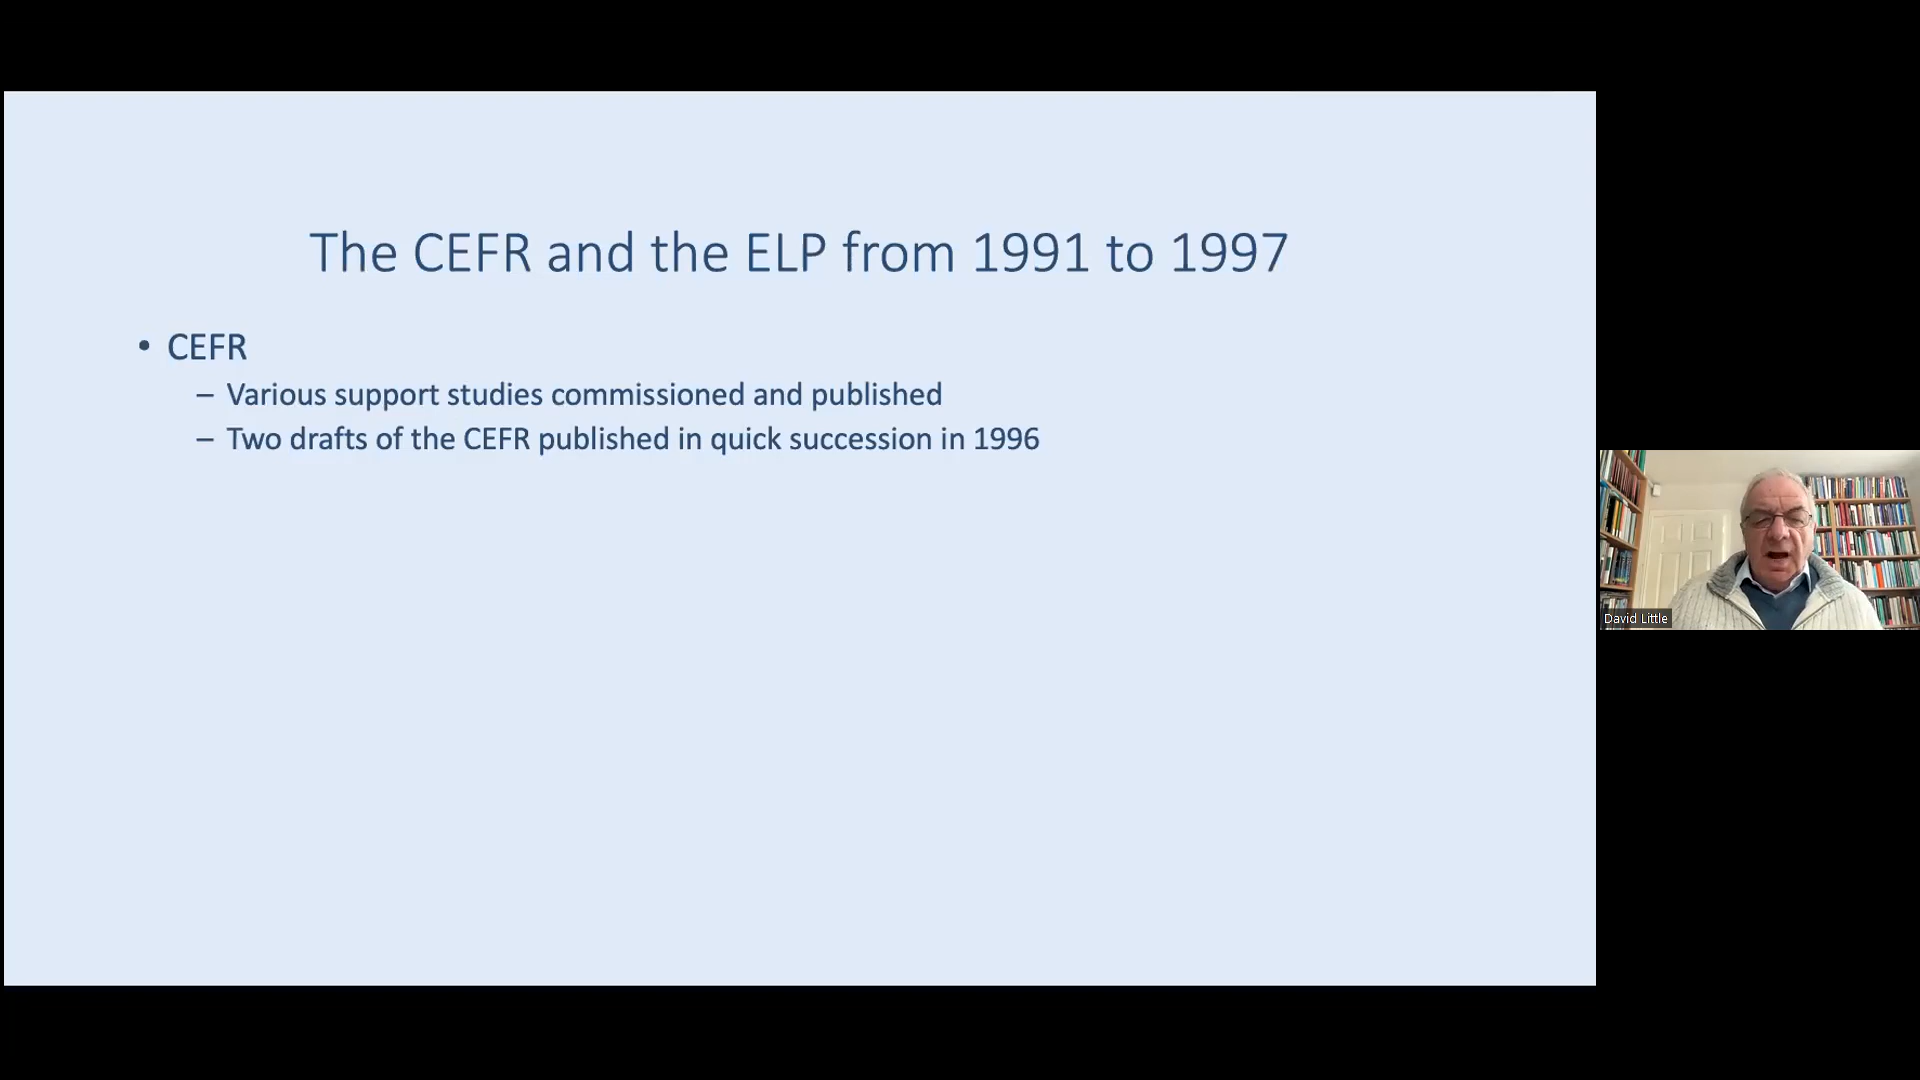 The CEFR and the ELP from 1991 to 1997
• CEFR
– Various support studies commissioned and published
– Two drafts of the CEFR published in quick succession in 1996
David Little